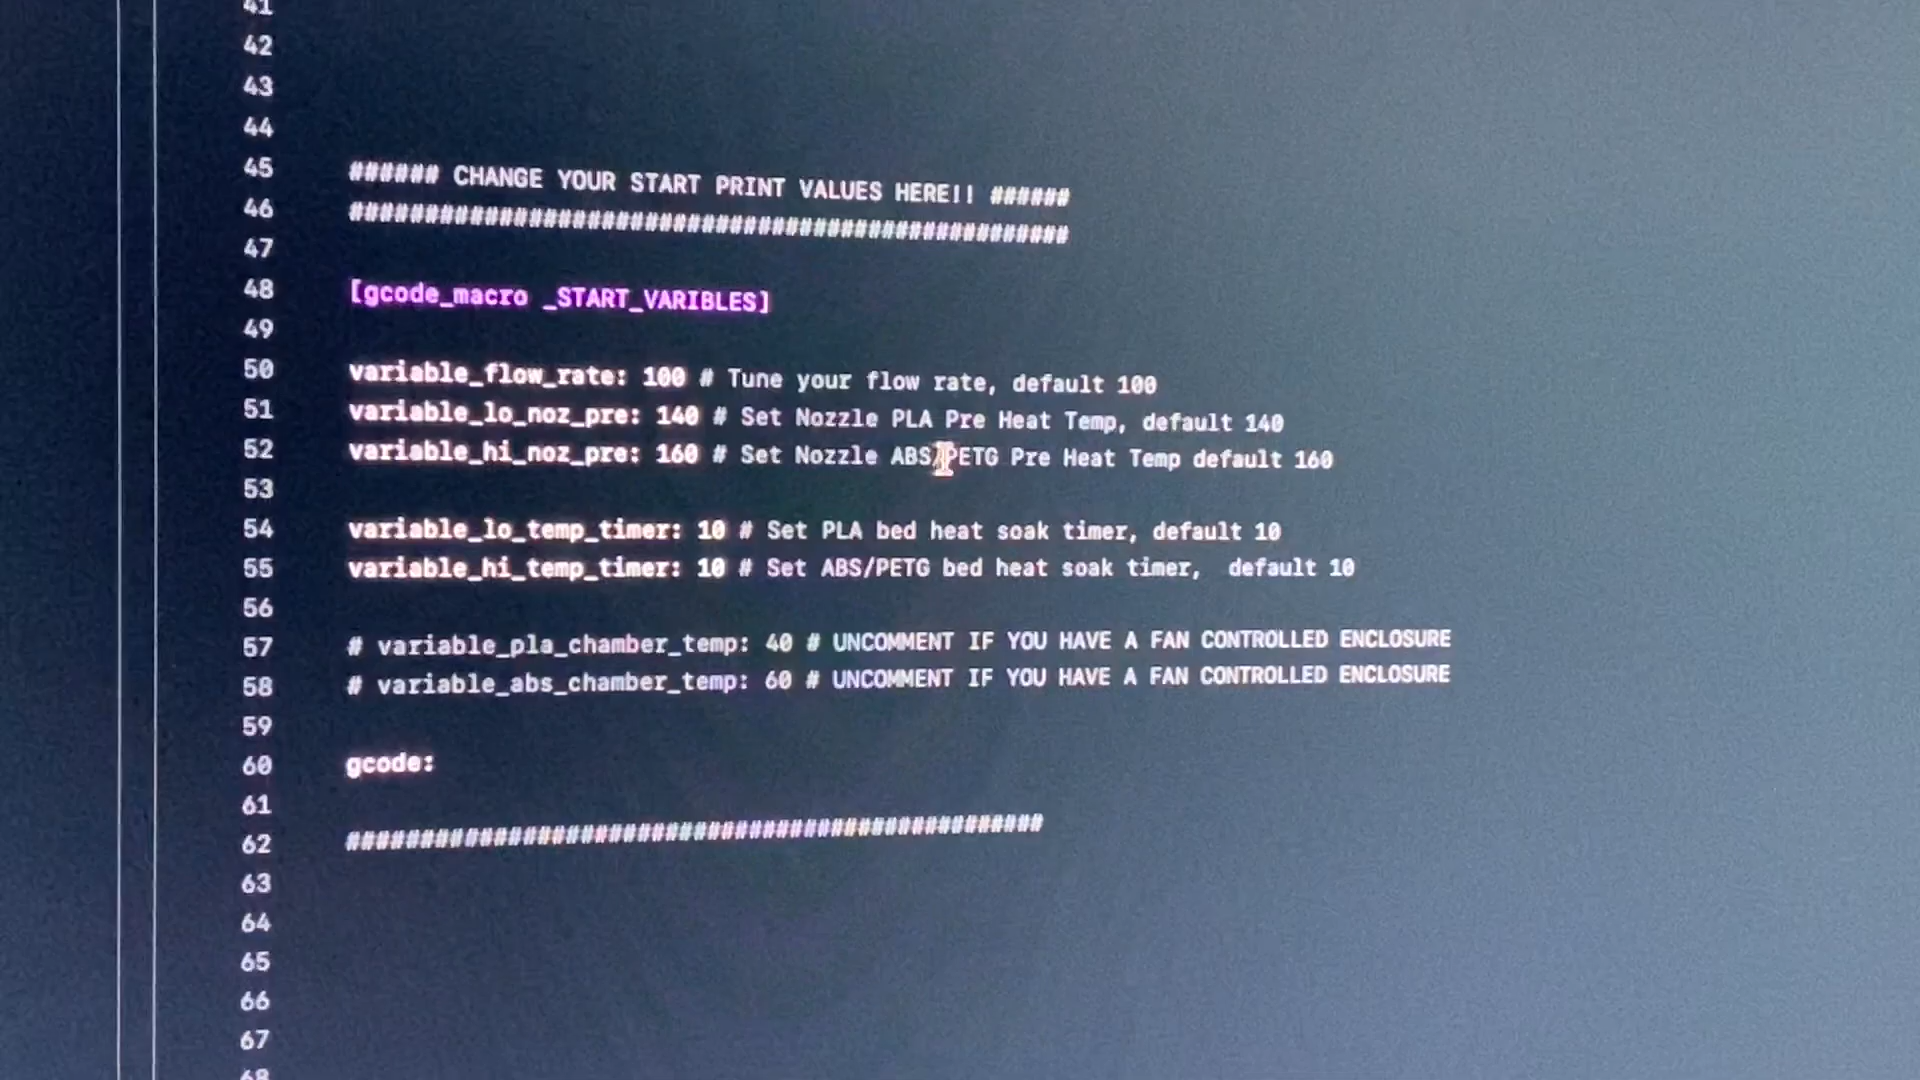 41
42
43
44
45 ###### CHANGE YOUR START PRINT VALUES HERE!! ######
46 #################################################
47
48 [gcode_macro _START_VARIBLES]
49
50 variable_flow_rate: 100 # Tune your flow rate, default 100
51 variable_lo_noz_pre: 140 # Set Nozzle PLA Pre Heat Temp, default 140
52 variable_hi_noz_pre: 160 # Set Nozzle ABS/PETG Pre Heat Temp default 160
53
54 variable_lo_temp_timer: 10 # Set PLA bed heat soak timer, default 10
55 variable_hi_temp_timer: 10 # Set ABS/PETG bed heat soak timer,  default 10
56
57 # variable_pla_chamber_temp: 40 # UNCOMMENT IF YOU HAVE A FAN CONTROLLED ENCLOSURE
58 # variable_abs_chamber_temp: 60 # UNCOMMENT IF YOU HAVE A FAN CONTROLLED ENCLOSURE
59
60 gcode:
61
62 ################################################
63
64
65
66
67
68